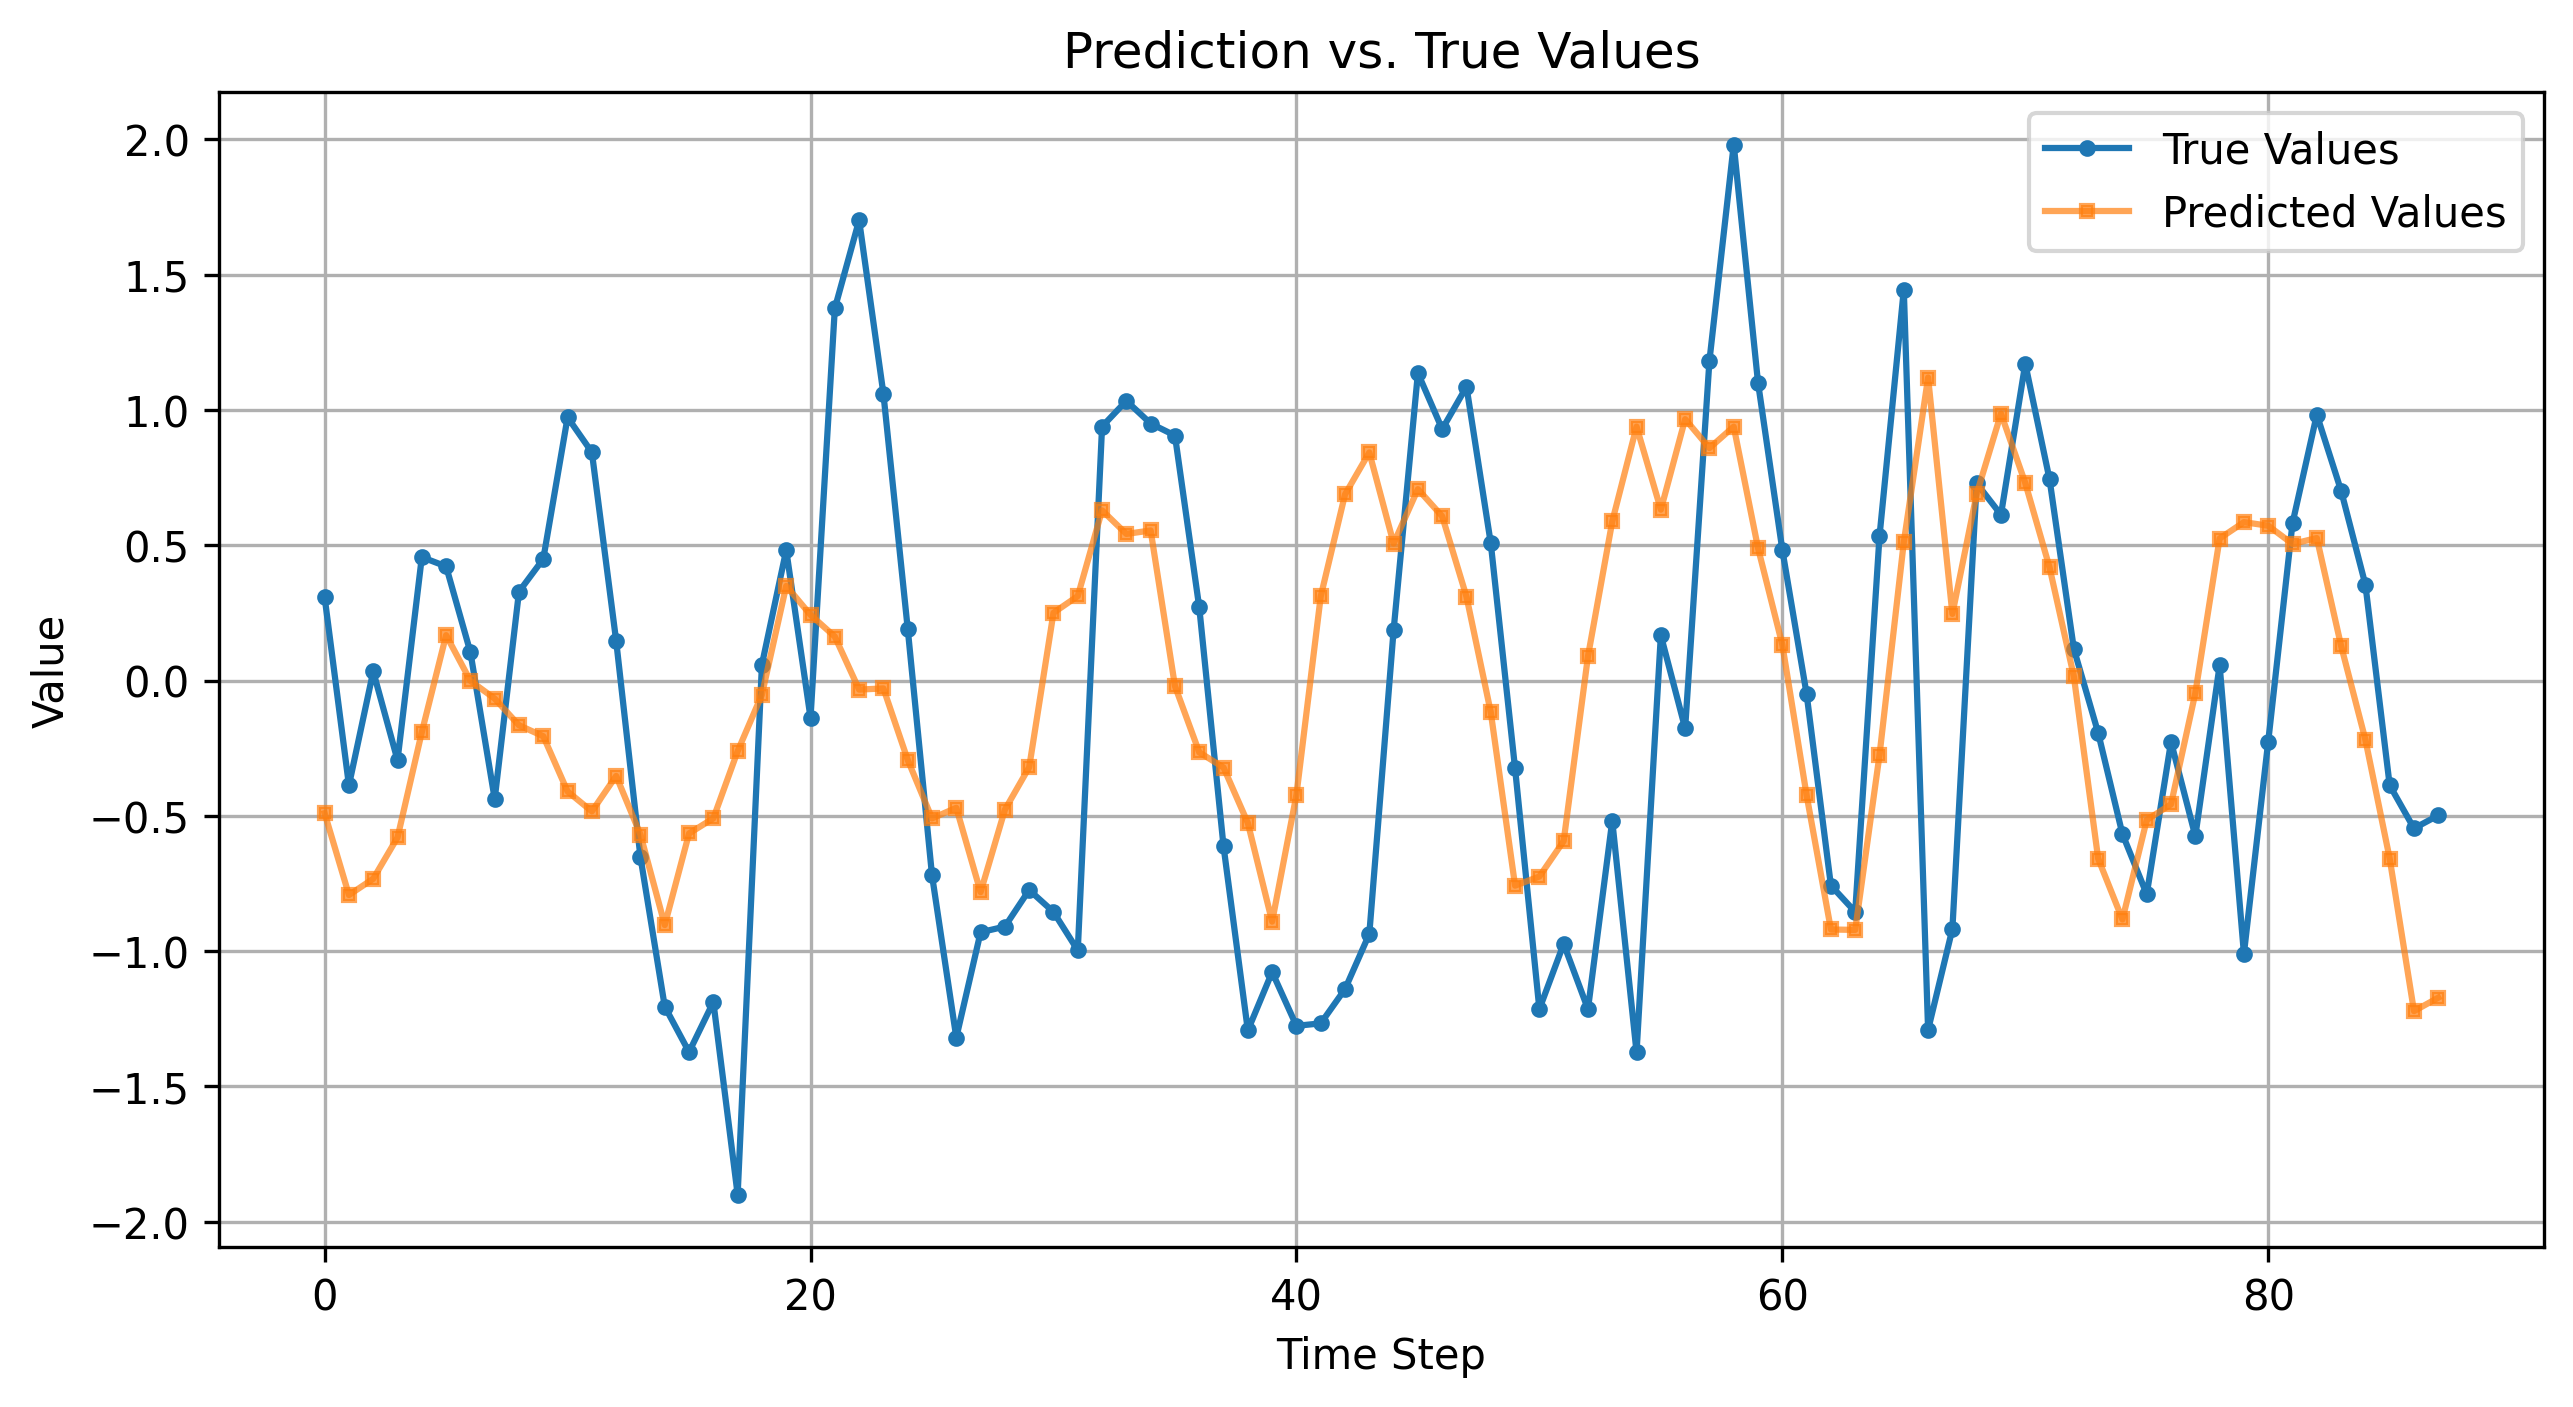 Prediction vs. True Values
True Values
Predicted Values
2.0
1.5
1.0
0.5
0.0
−0.5
−1.0
−1.5
−2.0
Value
0 20 40 60 80
Time Step